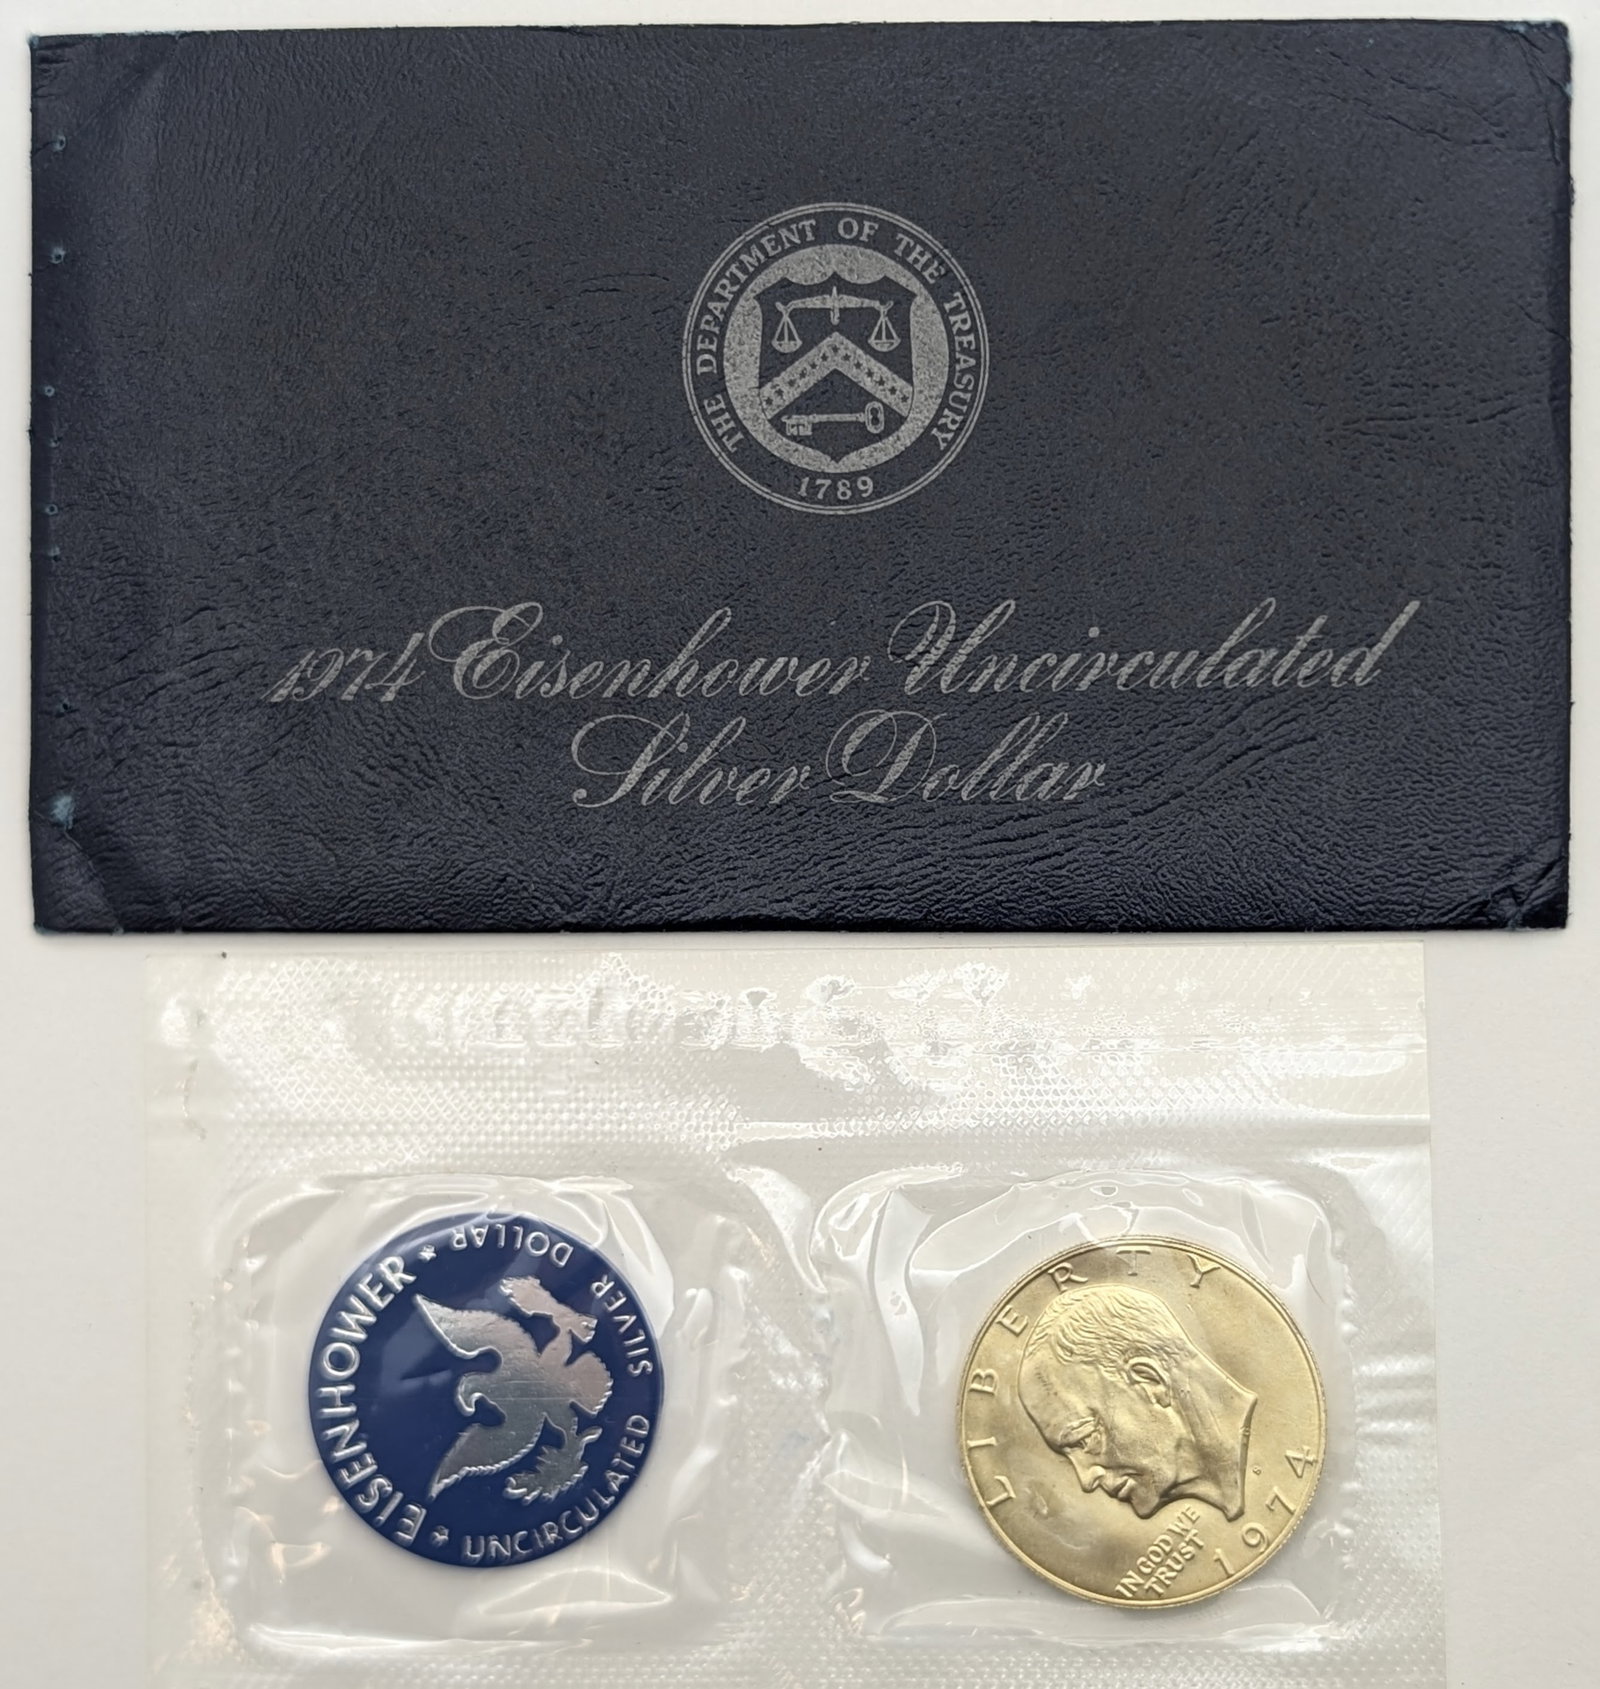 THE DEPARTMENT OF THE TREASURY
1789
1974 Eisenhower Uncirculated
Silver Dollar
EISENHOWER
★ UNCIRCULATED SILVER DOLLAR ★
LIBERTY
IN GOD WE
TRUST
1974